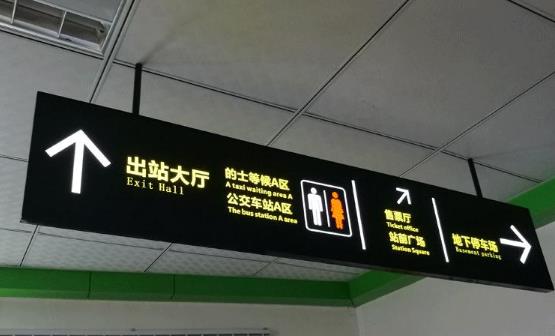 出站大厅
Exit Hall
的士等候A区
A taxi waiting area A
公交车站A区
The bus station A area
售票厅
Ticket office
站前广场
Station Square
地下停车场
Basement parking